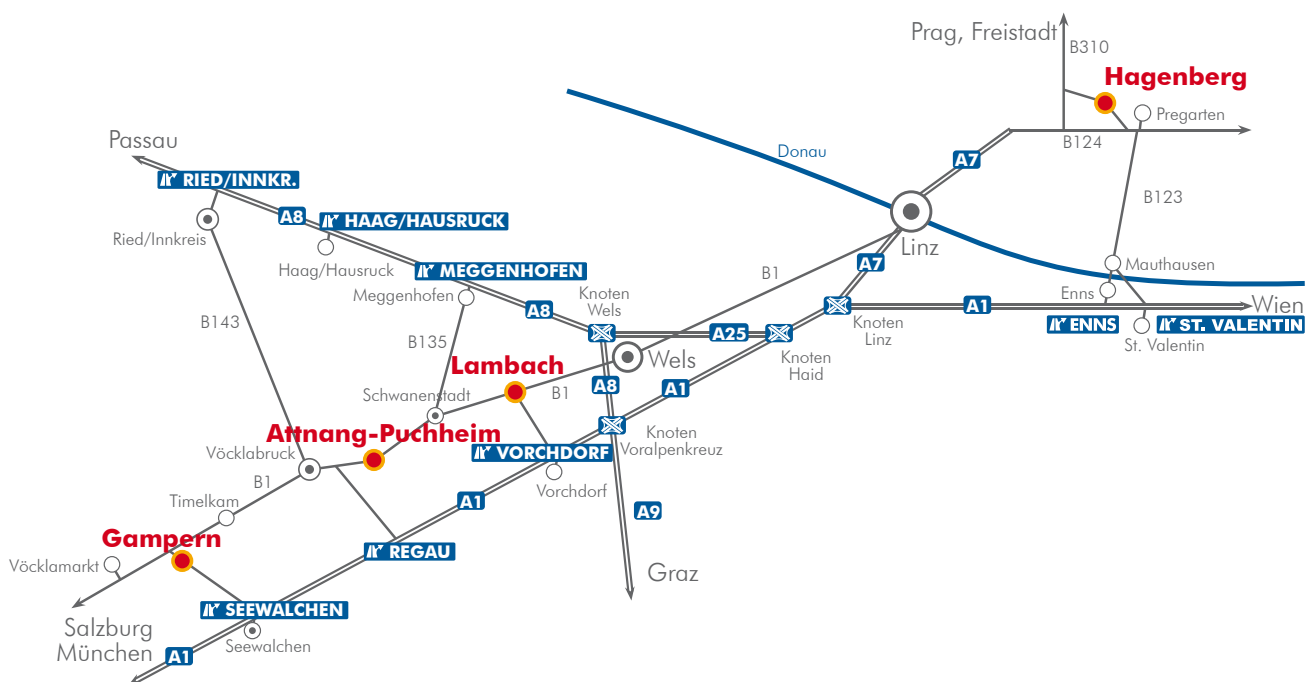 Prag, Freistadt
B310
Hagenberg
Pregarten
B124
Passau
Donau
A7
RIED/INNKR.
B123
A8
HAAG/HAUSRUCK
Ried/Innkreis
Linz
Haag/Hausruck
MEGGENHOFEN
A7
Mauthausen
B1
Meggenhofen
Knoten
Wels
Enns
A8
A1
Wien
B143
A25
Knoten
Linz
ENNS
ST. VALENTIN
B135
St. Valentin
Lambach
Wels
Knoten
Haid
A8
A1
B1
Schwanenstadt
Attnang-Puchheim
Knoten
Voralpenkreuz
Vöcklabruck
VORCHDORF
B1
Vorchdorf
Timelkam
A1
A9
Gampern
REGAU
Vöcklamarkt
Graz
SEEWALCHEN
Salzburg
München
Seewalchen
A1